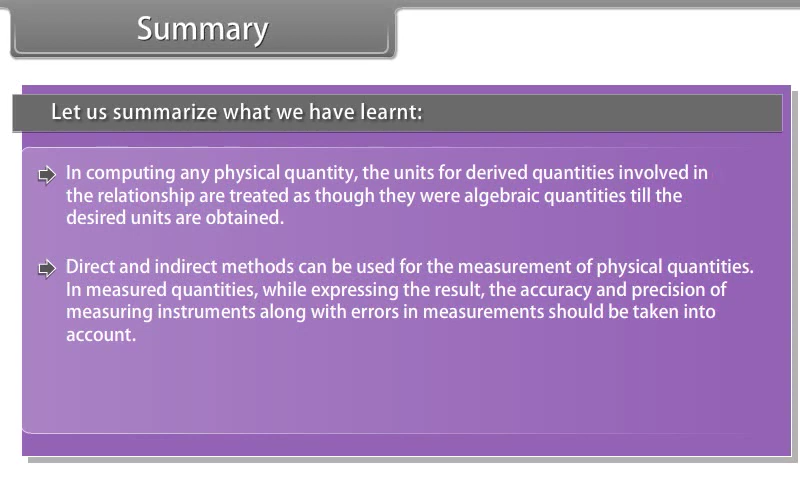 Summary
Let us summarize what we have learnt:
In computing any physical quantity, the units for derived quantities involved in
the relationship are treated as though they were algebraic quantities till the
desired units are obtained.
Direct and indirect methods can be used for the measurement of physical quantities.
In measured quantities, while expressing the result, the accuracy and precision of
measuring instruments along with errors in measurements should be taken into
account.